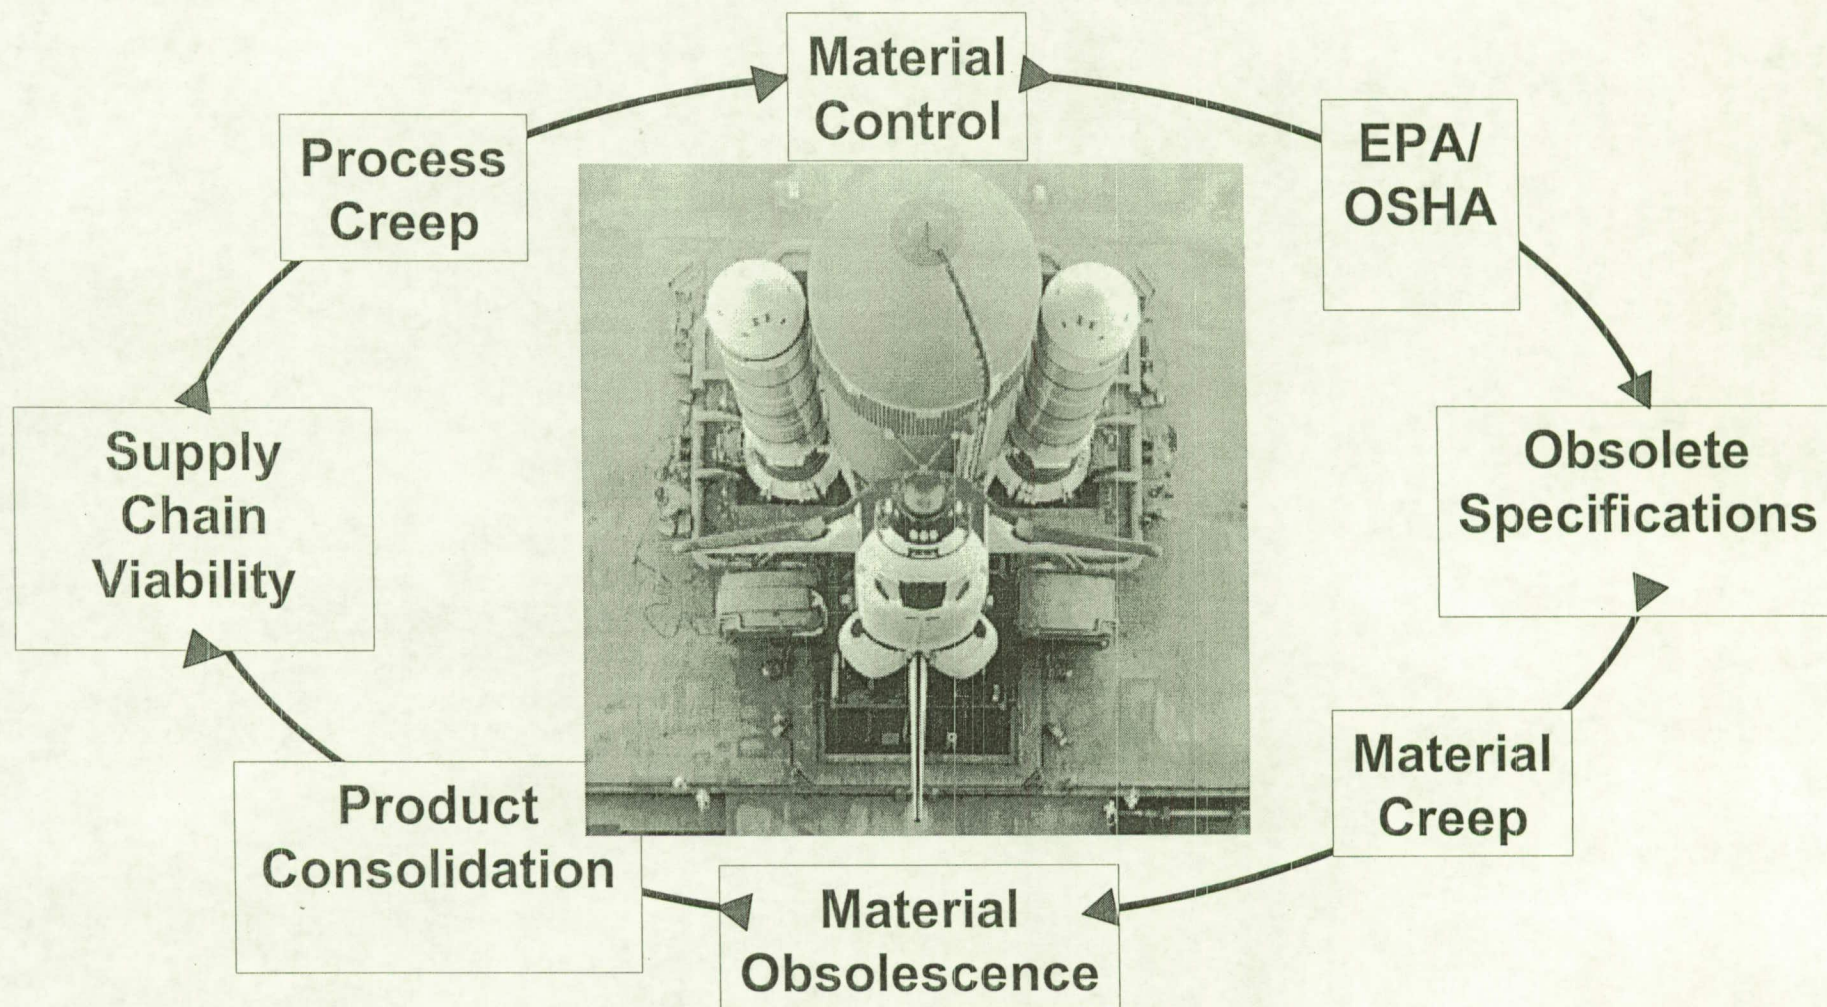 Material
Control
EPA/
OSHA
Process
Creep
Obsolete
Specifications
Supply
Chain
Viability
Material
Creep
Product
Consolidation
Material
Obsolescence